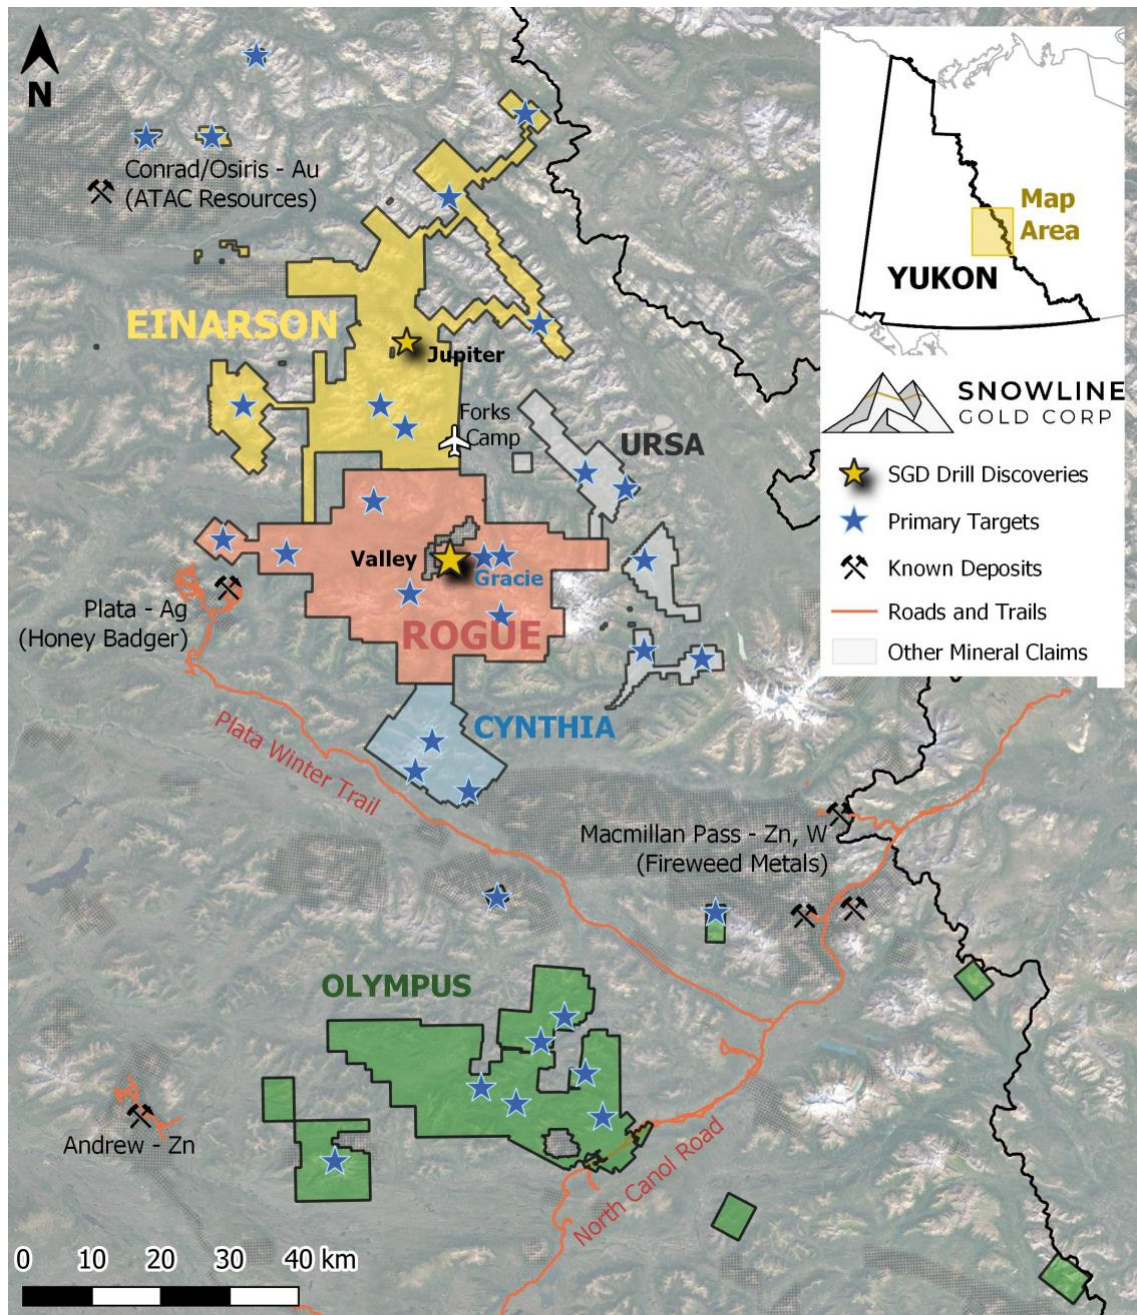 N
Conrad/Osiris - Au
(ATAC Resources)
EINARSON
Jupiter
Forks
Camp
URSA
Valley
Gracie
ROGUE
Plata - Ag
(Honey Badger)
Plata Winter Trail
CYNTHIA
Macmillan Pass - Zn, W
(Fireweed Metals)
OLYMPUS
Andrew - Zn
North Canol Road
0 10 20 30 40 km
Map
Area
YUKON
SNOWLINE
GOLD CORP
SGD Drill Discoveries
Primary Targets
Known Deposits
Roads and Trails
Other Mineral Claims